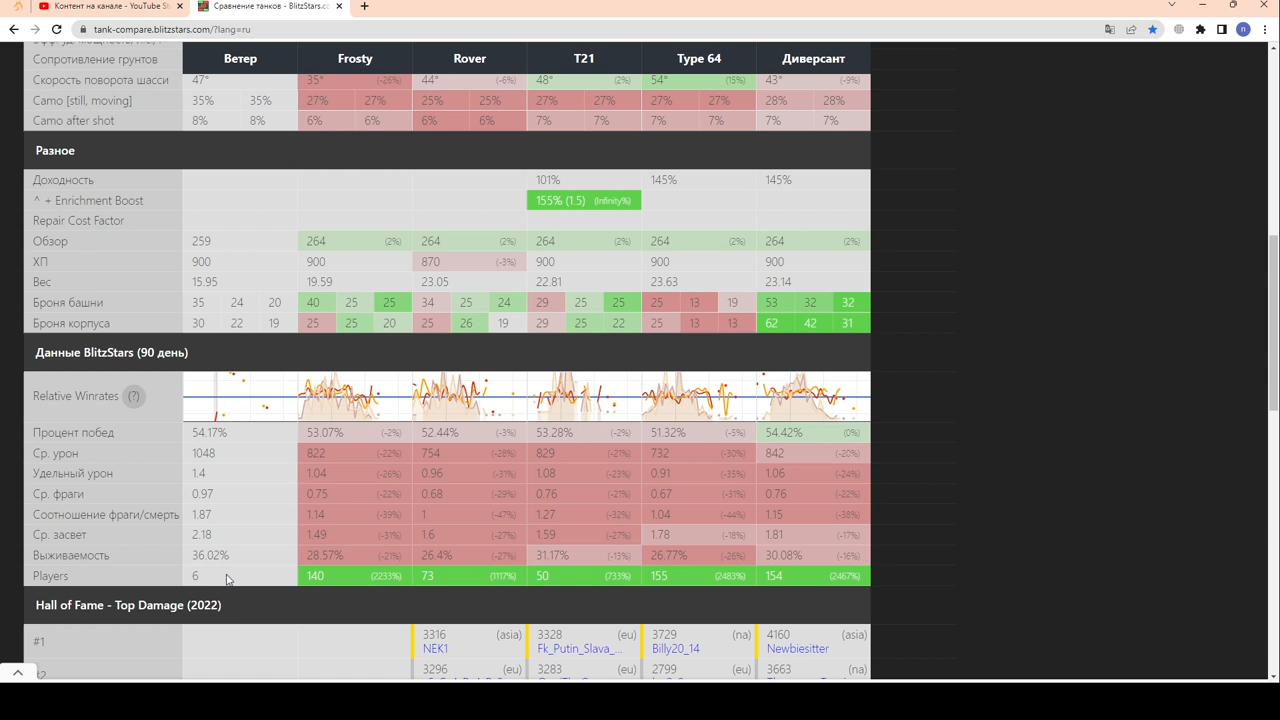 Контент на канале - YouTube S
Сравнение танков - BlitzStars.co
tank-compare.blitzstars.com/?lang=ru
n
Ветер Frosty Rover T21 Type 64 Диверсант
Сопротивление грунтов
Скорость поворота шасси 47° 35° (-26%) 44° (-6%) 48° (2%) 54° (15%) 43° (-9%)
Camo [still, moving] 35% 35% 27% 27% 25% 25% 27% 27% 27% 27% 28% 28%
Camo after shot 8% 8% 6% 6% 6% 6% 7% 7% 7% 7% 7% 7%
Разное
Доходность 101% 145% 145%
^ + Enrichment Boost 155% (1.5) (Infinity%)
Repair Cost Factor
Обзор 259 264 (2%) 264 (2%) 264 (2%) 264 (2%) 264 (2%)
ХП 900 900 870 (-3%) 900 900 900
Вес 15.95 19.59 23.05 22.81 23.63 23.14
Броня башни 35 24 20 40 25 25 34 25 24 29 25 25 25 13 19 53 32 32
Броня корпуса 30 22 19 25 25 20 25 26 19 29 25 22 25 13 13 62 42 31
Данные BlitzStars (90 день)
Relative Winrates (?)
Процент побед 54.17% 53.07% (-2%) 52.44% (-3%) 53.28% (-2%) 51.32% (-5%) 54.42% (0%)
Ср. урон 1048 822 (-22%) 754 (-28%) 829 (-21%) 732 (-30%) 842 (-20%)
Удельный урон 1.4 1.04 (-26%) 0.96 (-31%) 1.08 (-23%) 0.91 (-35%) 1.06 (-24%)
Ср. фраги 0.97 0.75 (-22%) 0.68 (-29%) 0.76 (-21%) 0.67 (-31%) 0.76 (-22%)
Соотношение фраги/смерть 1.87 1.14 (-39%) 1 (-47%) 1.27 (-32%) 1.04 (-44%) 1.15 (-38%)
Ср. засвет 2.18 1.49 (-31%) 1.6 (-27%) 1.59 (-27%) 1.78 (-18%) 1.81 (-17%)
Выживаемость 36.02% 28.57% (-21%) 26.4% (-27%) 31.17% (-13%) 26.77% (-26%) 30.08% (-16%)
Players 6 140 (2233%) 73 (1117%) 50 (733%) 155 (2483%) 154 (2467%)
Hall of Fame - Top Damage (2022)
#1 3316 (asia) 3328 (eu) 3729 (na) 4160 (asia)
NEK1 Fk_Putin_Slava_... Billy20_14 Newbiesitter
3296 (eu) 3283 (eu) 2799 (eu) 3663 (na)